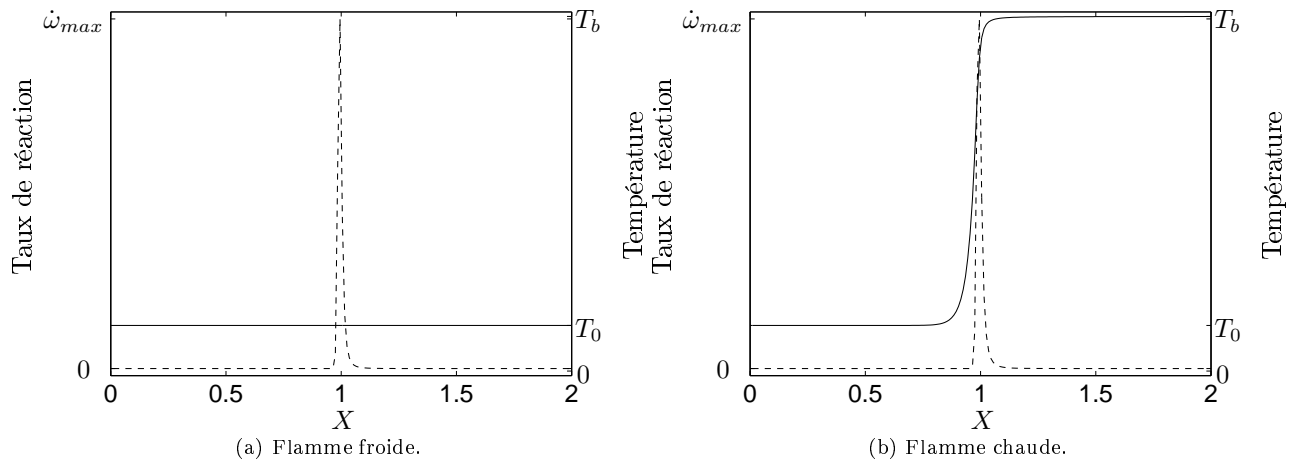 ω̇max
Tb
Taux de réaction
Température
T0
0
0
0
0.5
1
1.5
2
X
(a) Flamme froide.
ω̇max
Tb
Taux de réaction
Température
T0
0
0
0
0.5
1
1.5
2
X
(b) Flamme chaude.